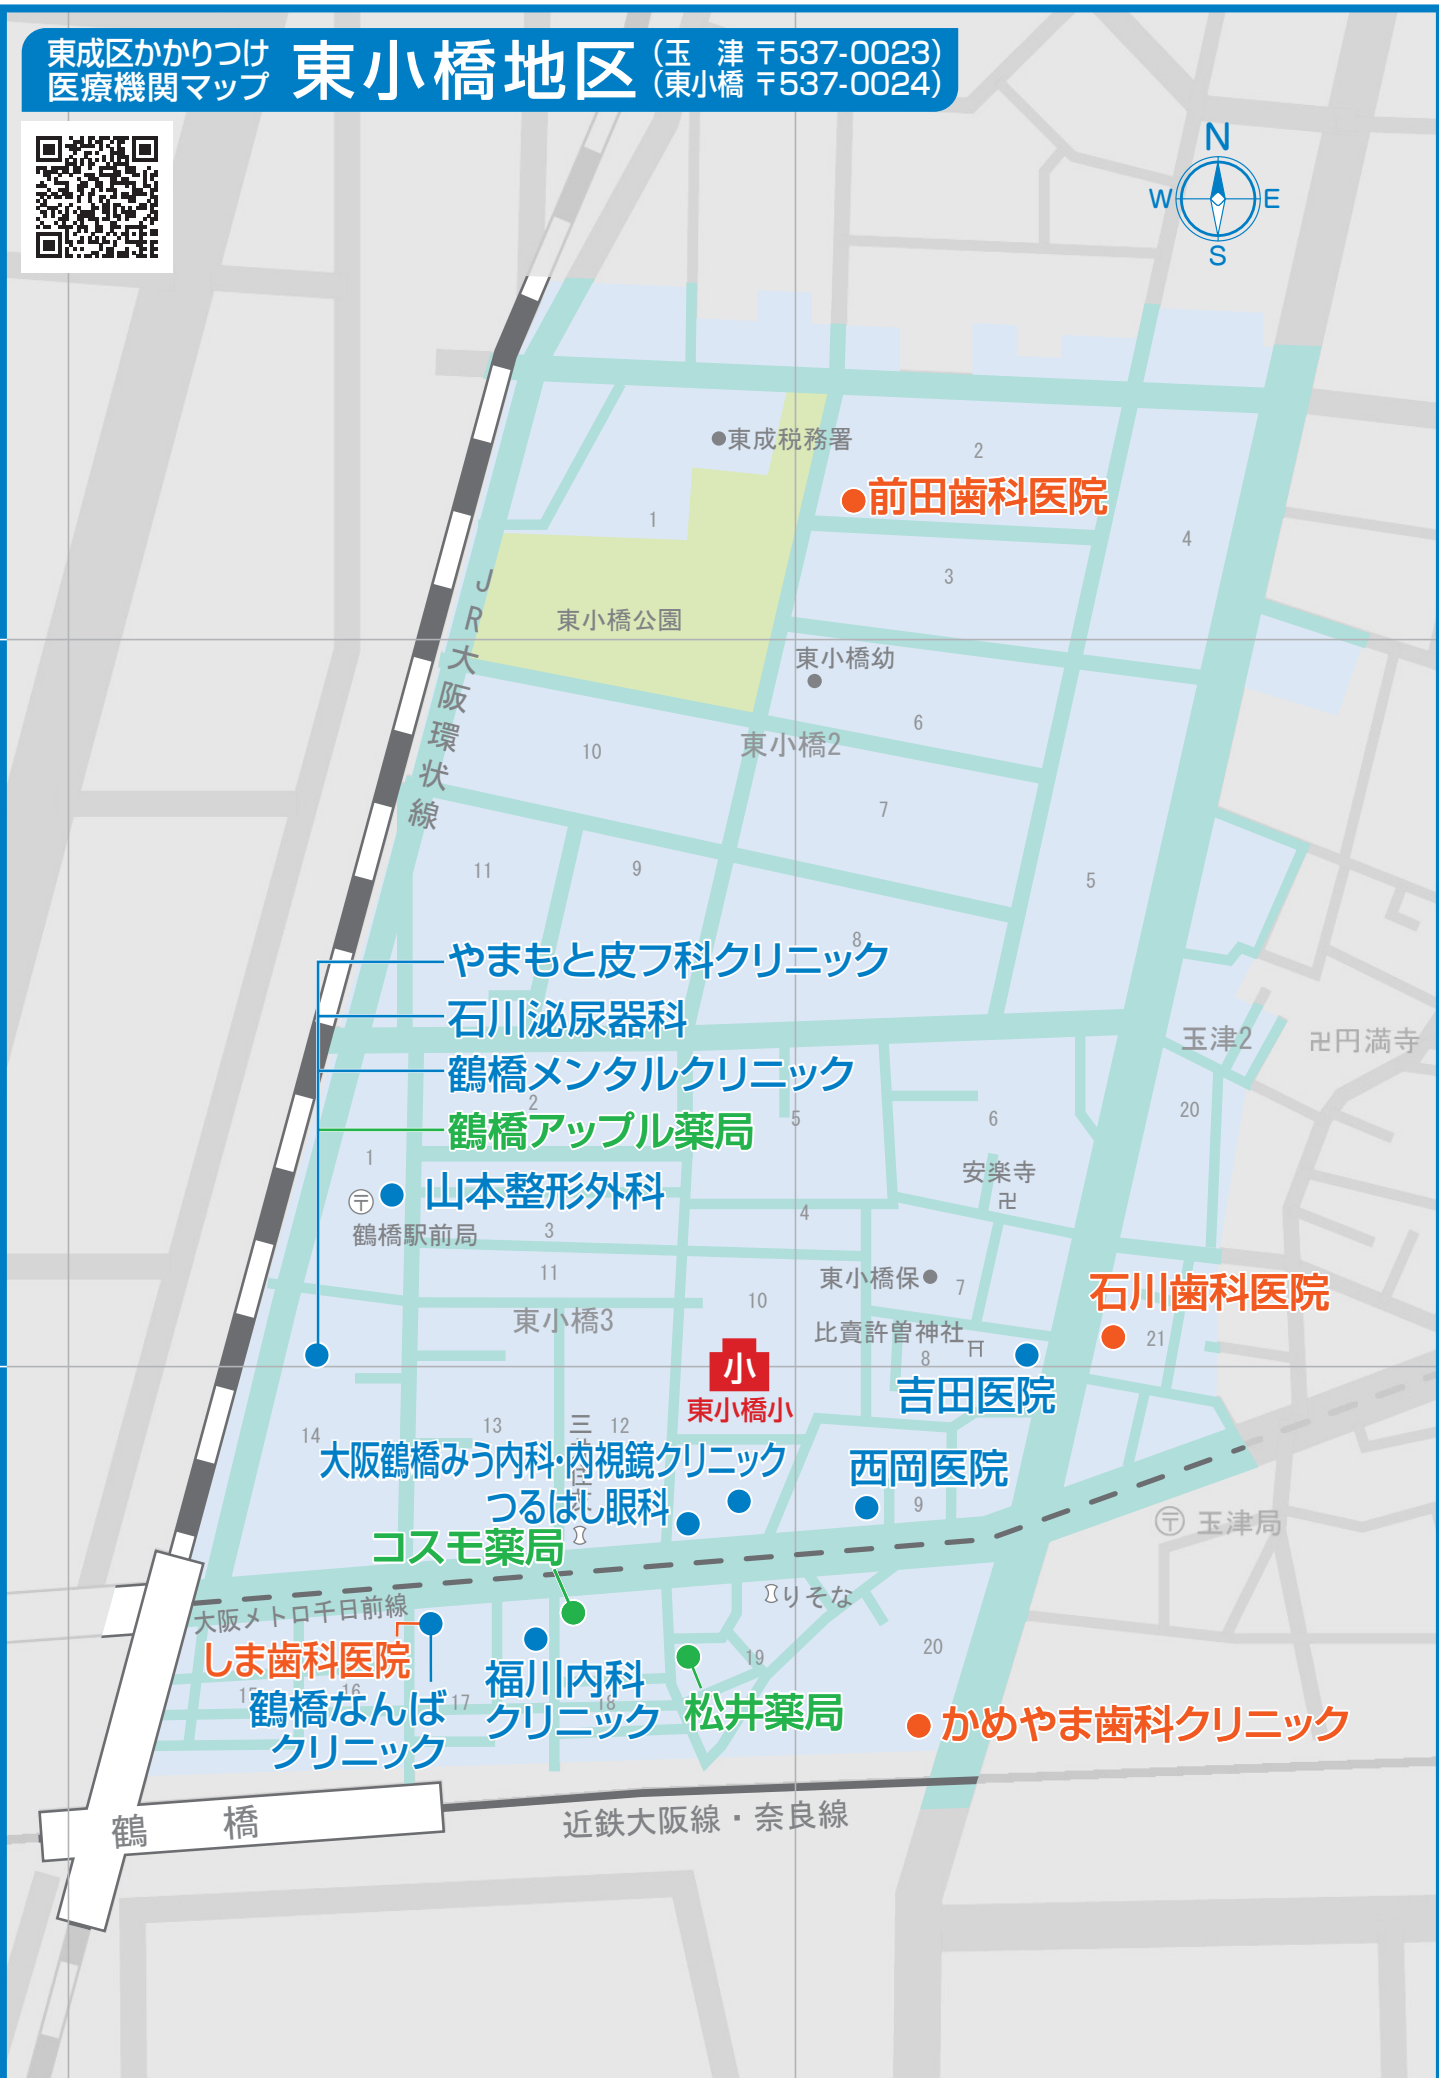 東成区かかりつけ
医療機関マップ
東小橋地区
(玉 津 〒537-0023)
(東小橋 〒537-0024)
N
W E
S
東成税務署
2
前田歯科医院
1
4
3
JR大阪環状線
東小橋公園
東小橋幼
6
東小橋2
10
7
11
9
5
8
やまもと皮フ科クリニック
石川泌尿器科
玉津2
卍円満寺
鶴橋メンタルクリニック
2
5
6
20
鶴橋アップル薬局
1
安楽寺
卍
〒
山本整形外科
4
鶴橋駅前局
3
11
東小橋保
7
石川歯科医院
10
東小橋3
比賣許曽神社
8
21
小
東小橋小
吉田医院
14
13
12
大阪鶴橋みう内科・内視鏡クリニック
西岡医院
つるはし眼科
9
〒 玉津局
コスモ薬局
りそな
大阪メトロ千日前線
しま歯科医院
19
20
福川内科
クリニック
15
16
17
18
鶴橋なんば
クリニック
松井薬局
かめやま歯科クリニック
鶴 橋
近鉄大阪線・奈良線